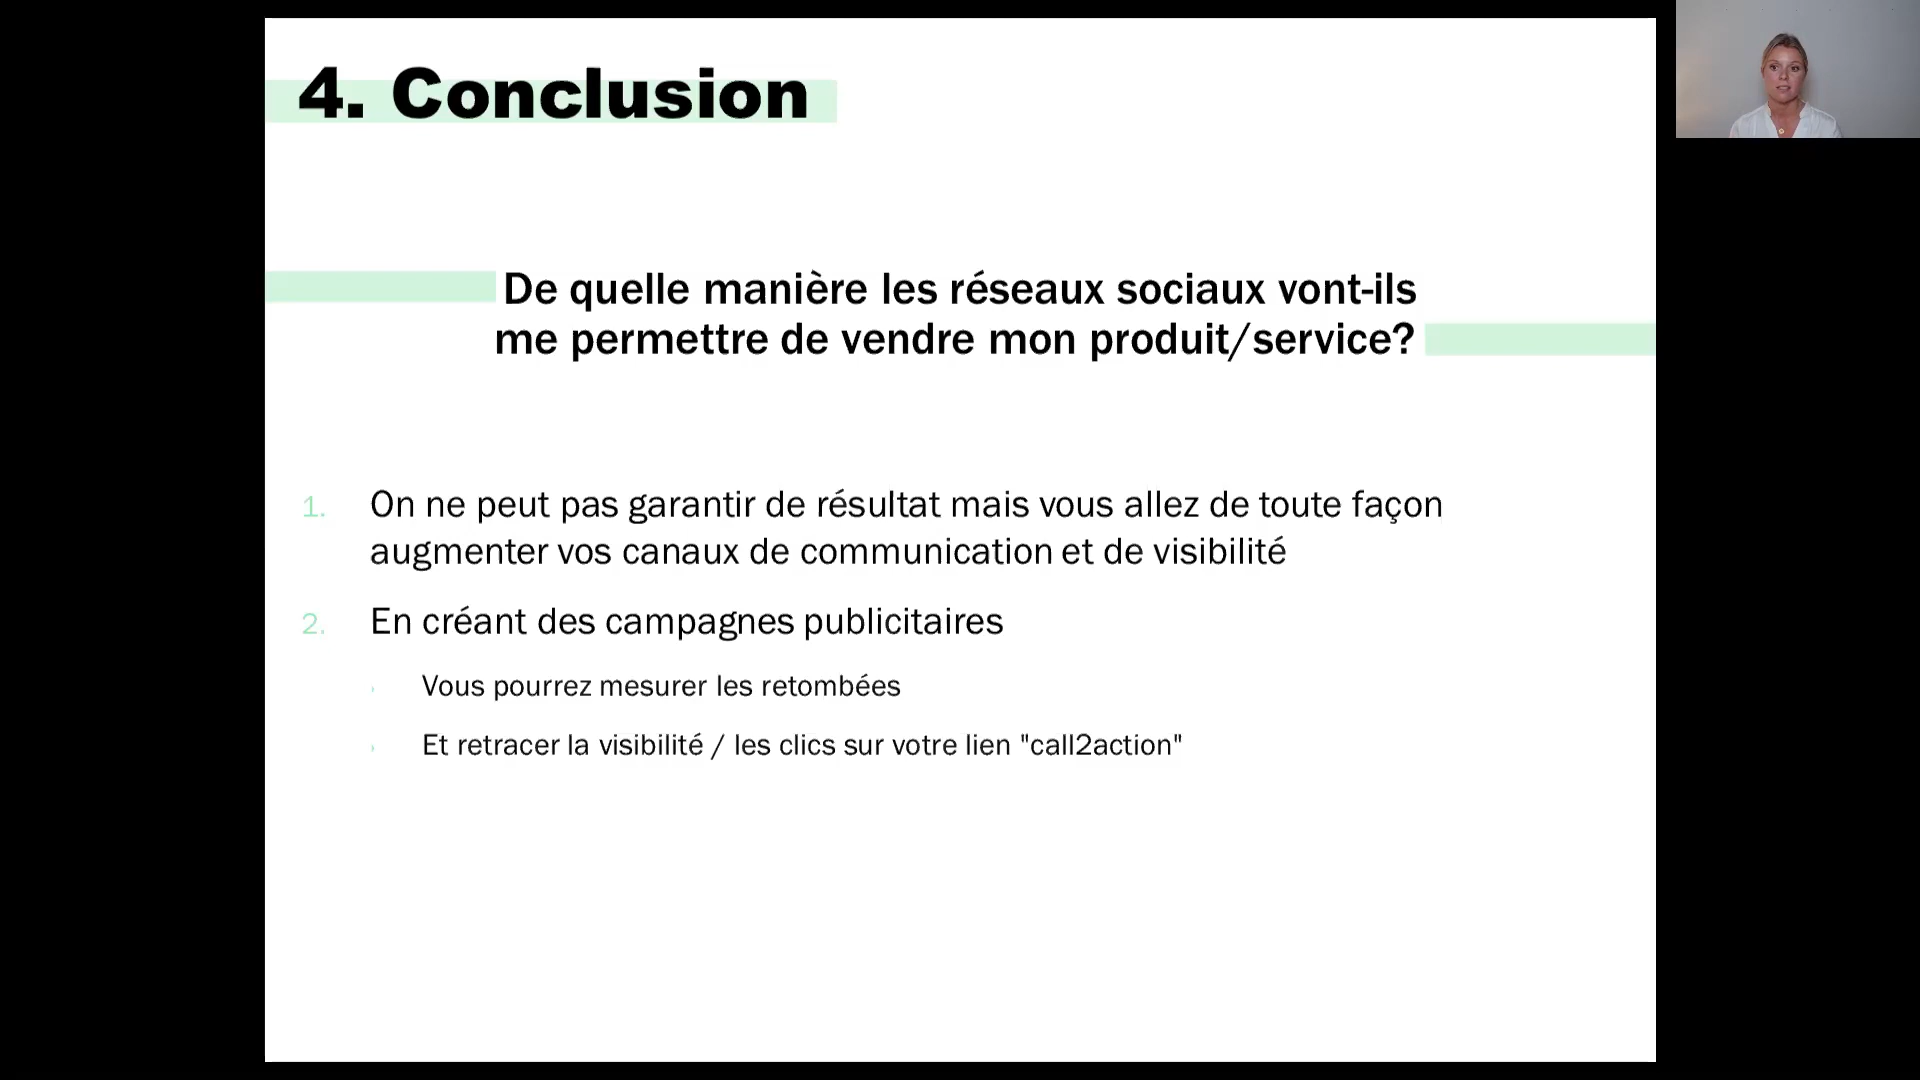 4. Conclusion
De quelle manière les réseaux sociaux vont-ils
me permettre de vendre mon produit/service?
1. On ne peut pas garantir de résultat mais vous allez de toute façon
augmenter vos canaux de communication et de visibilité
2. En créant des campagnes publicitaires
Vous pourrez mesurer les retombées
Et retracer la visibilité / les clics sur votre lien "call2action"